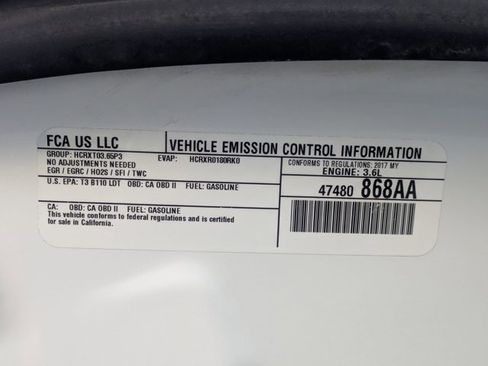 FCA US LLC
VEHICLE EMISSION CONTROL INFORMATION
GROUP: HCRXT03.65P3 EVAP: HCRXR0180RK0
NO ADJUSTMENTS NEEDED
EGR / EGRC / HO2S / SFI / TWC
CONFORMS TO REGULATIONS: 2017 MY
ENGINE: 3.6L
U.S. EPA: T3 B110 LDT OBD: CA OBD II FUEL: GASOLINE
47480 868AA
CA: OBD: CA OBD II FUEL: GASOLINE
This vehicle conforms to federal regulations and is certified
for sale in California.